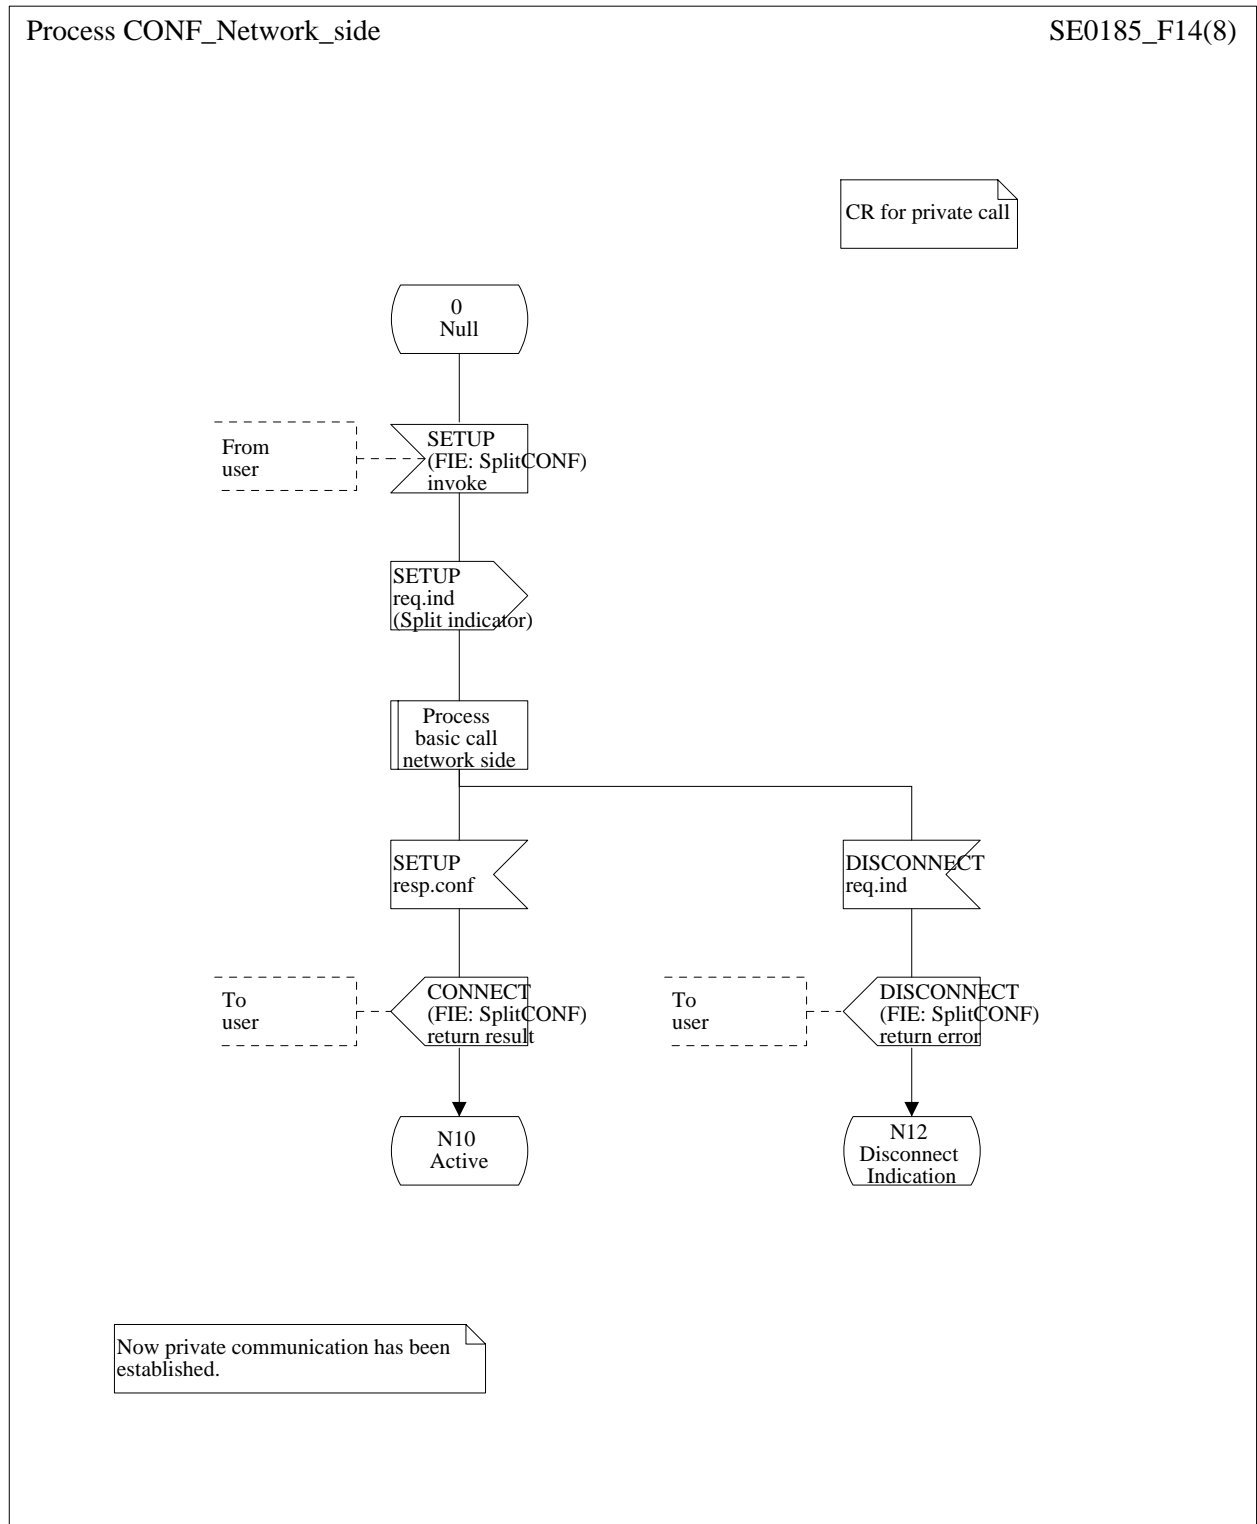 Process CONF_Network_side
SE0185_F14(8)
CR for private call
0
Null
From
user
SETUP
(FIE: SplitCONF)
invoke
SETUP
req.ind
(Split indicator)
Process
basic call
network side
SETUP
resp.conf
DISCONNECT
req.ind
To
user
CONNECT
(FIE: SplitCONF)
return result
To
user
DISCONNECT
(FIE: SplitCONF)
return error
N10
Active
N12
Disconnect
Indication
Now private communication has been
established.